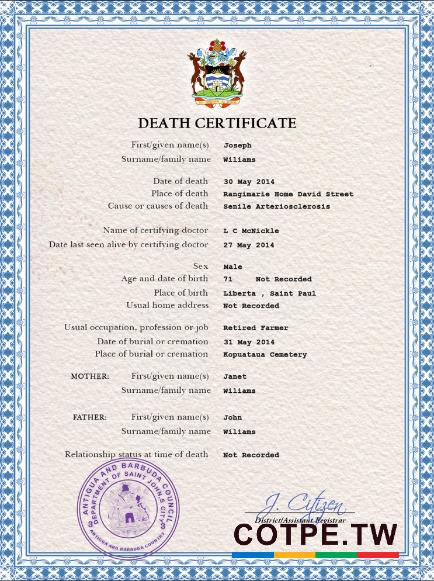 DEATH CERTIFICATE
First/given name(s) Joseph
Surname/family name Wiliams
Date of death 30 May 2014
Place of death Rangimarie Home David Street
Cause or causes of death Senile Arteriosclerosis
Name of certifying doctor L C McNickle
Date last seen alive by certifying doctor 27 May 2014
Sex Male
Age and date of birth 71 Not Recorded
Place of birth Liberta , Saint Paul
Usual home address Not Recorded
Usual occupation, profession or job Retired Farmer
Date of burial or cremation 31 May 2014
Place of burial or cremation Kopuataua Cemetery
MOTHER: First/given name(s) Janet
Surname/family name Wiliams
FATHER: First/given name(s) John
Surname/family name Wiliams
Relationship status at time of death Not Recorded
ANTIGUA AND BARBUDA COUNCIL
DEPARTMENT OF SAINT JOHN,S CITY
J. Citizen
District/Assistant Registrar
COTPE.TW